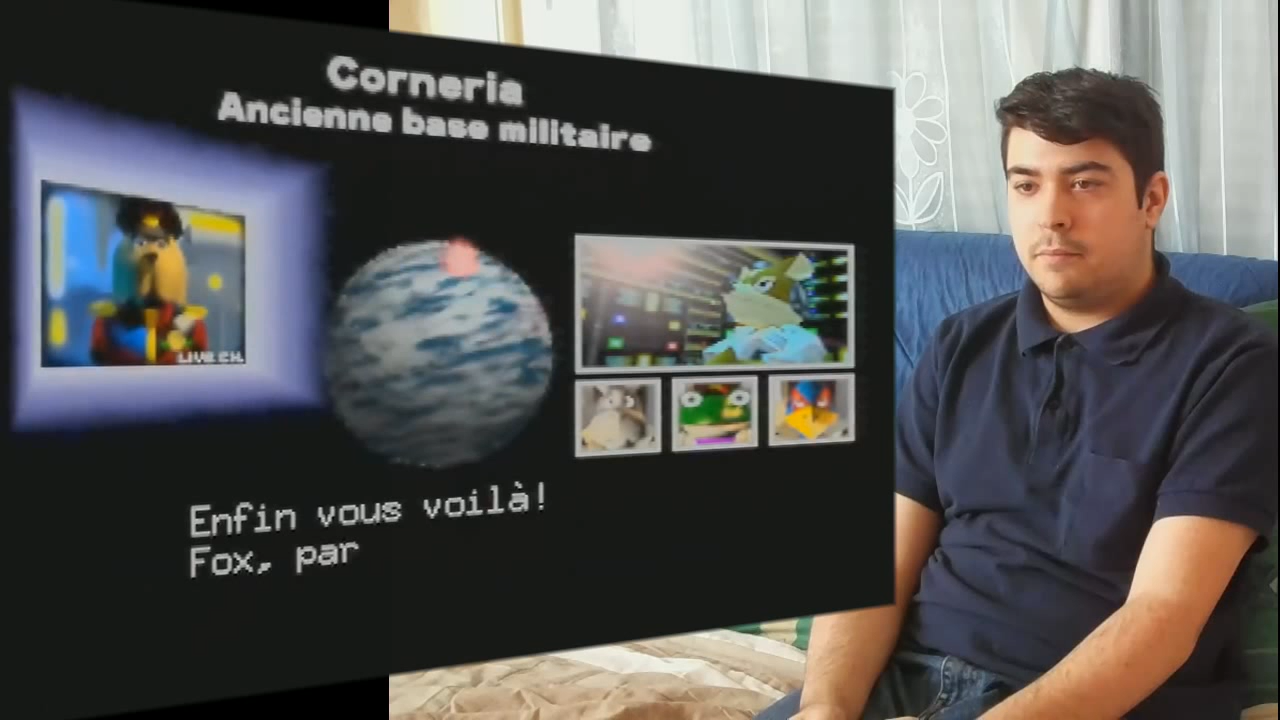 Corneria
Ancienne base militaire
LIVE CH.
Enfin vous voilà!
Fox, par